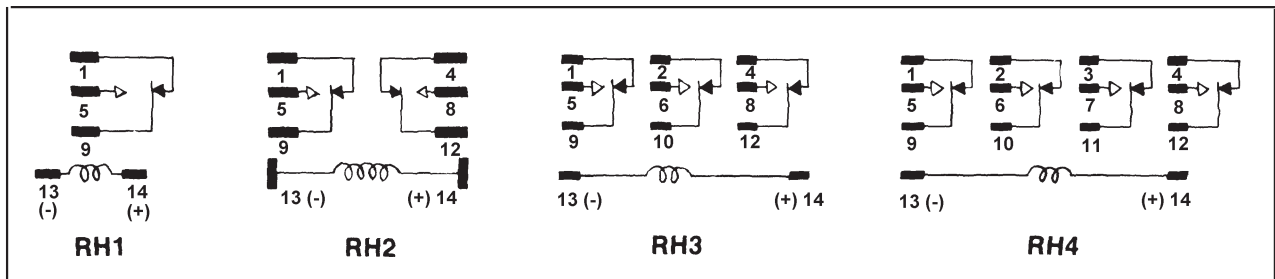 1 1 4 1 2 4 1 2 3 4
5 5 8 5 6 8 5 6 7 8
9 9 12 9 10 12 9 10 11 12
13 14 13 (-) (+) 14 13 (-) (+) 14 13 (-) (+) 14
(-) (+)
RH1 RH2 RH3 RH4